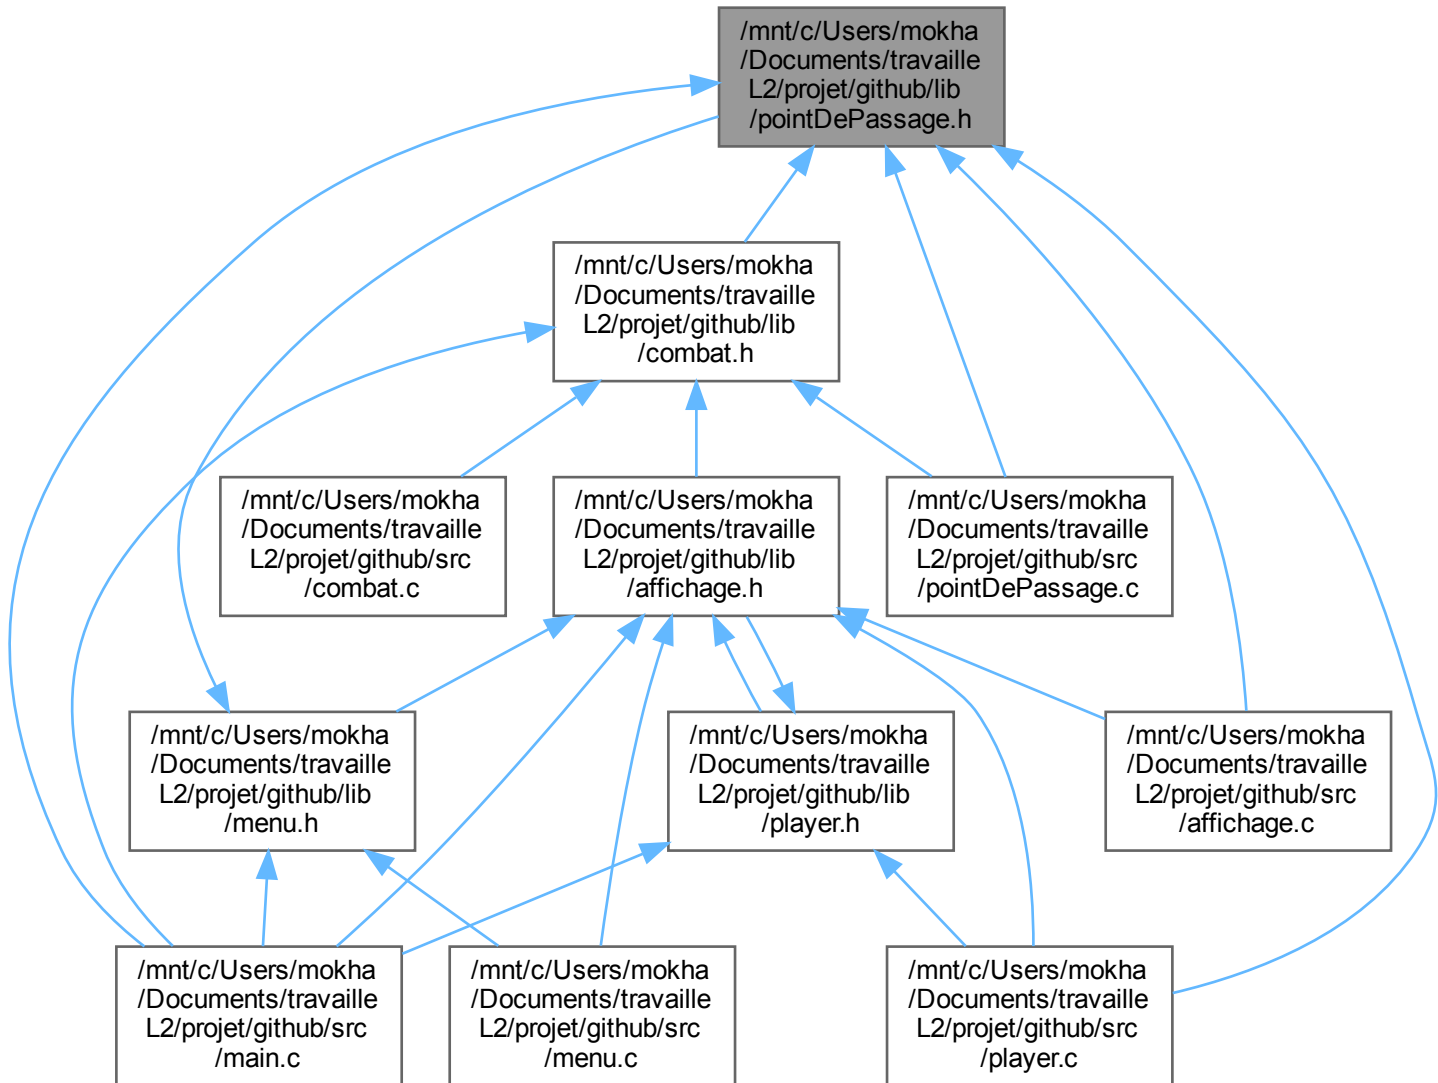 /mnt/c/Users/mokha
/Documents/travaille
L2/projet/github/lib
/pointDePassage.h
/mnt/c/Users/mokha
/Documents/travaille
L2/projet/github/lib
/combat.h
/mnt/c/Users/mokha
/Documents/travaille
L2/projet/github/src
/combat.c
/mnt/c/Users/mokha
/Documents/travaille
L2/projet/github/lib
/affichage.h
/mnt/c/Users/mokha
/Documents/travaille
L2/projet/github/src
/pointDePassage.c
/mnt/c/Users/mokha
/Documents/travaille
L2/projet/github/lib
/menu.h
/mnt/c/Users/mokha
/Documents/travaille
L2/projet/github/lib
/player.h
/mnt/c/Users/mokha
/Documents/travaille
L2/projet/github/src
/affichage.c
/mnt/c/Users/mokha
/Documents/travaille
L2/projet/github/src
/main.c
/mnt/c/Users/mokha
/Documents/travaille
L2/projet/github/src
/menu.c
/mnt/c/Users/mokha
/Documents/travaille
L2/projet/github/src
/player.c